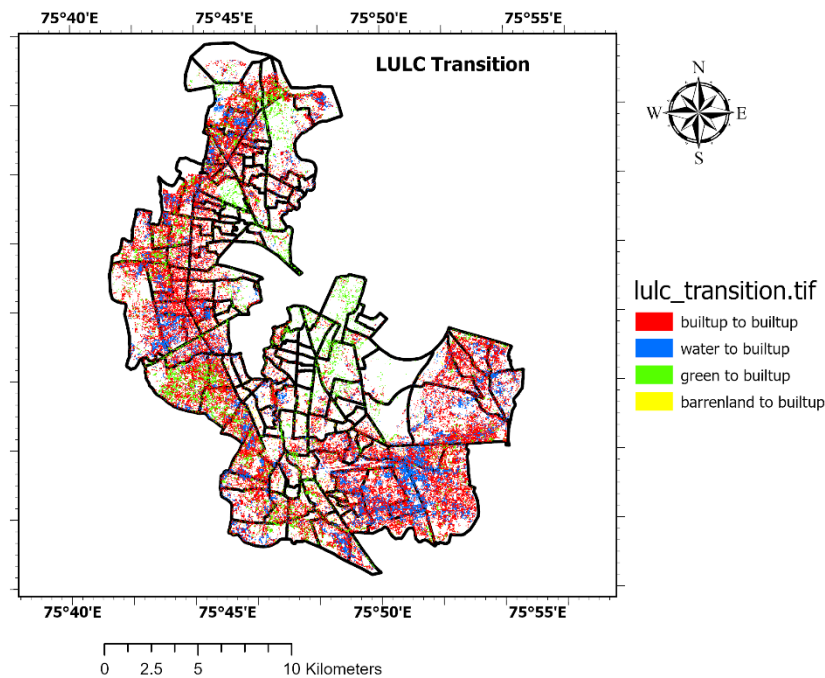 75°40'E 75°45'E 75°50'E 75°55'E
LULC Transition
N
W E
S
lulc_transition.tif
builtup to builtup
water to builtup
green to builtup
barrenland to builtup
75°40'E 75°45'E 75°50'E 75°55'E
0 2.5 5 10 Kilometers